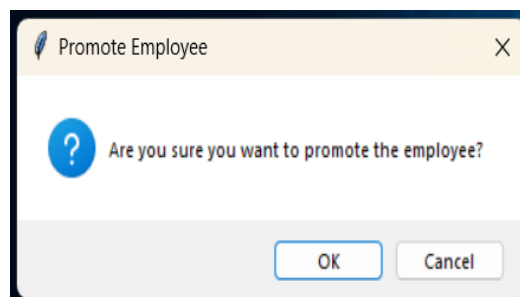 Promote Employee
Are you sure you want to promote the employee?
OK
Cancel